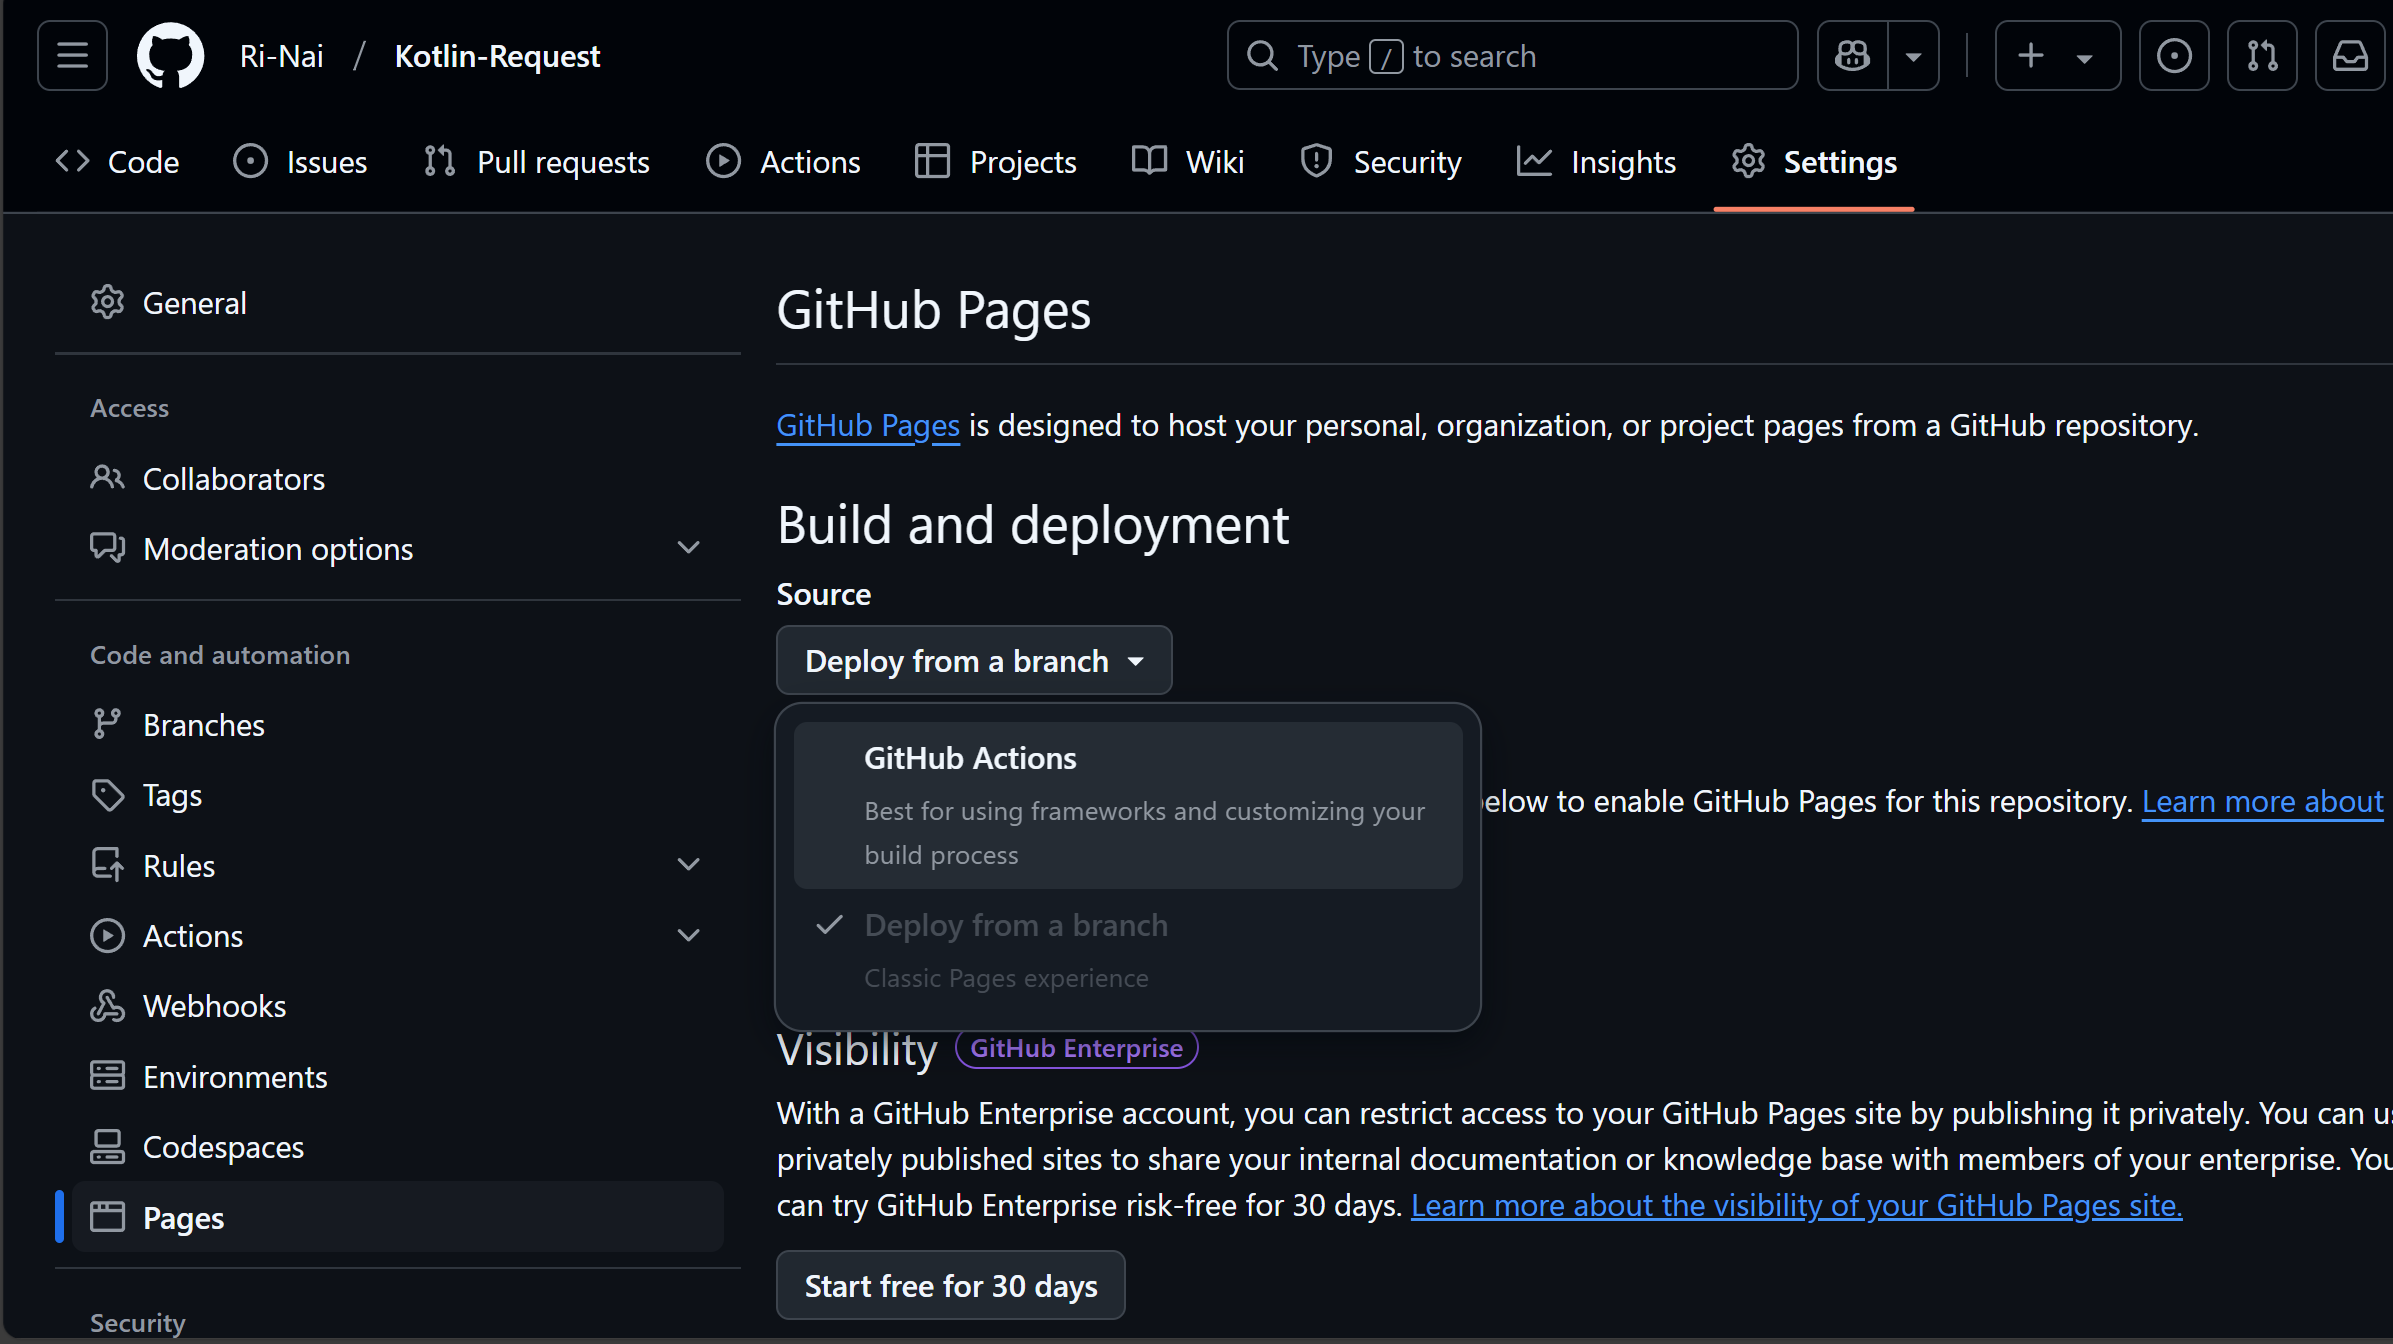 Ri-Nai / Kotlin-Request
Type / to search
Code Issues Pull requests Actions Projects Wiki Security Insights Settings
General
Access
Collaborators
Moderation options
Code and automation
Branches
Tags
Rules
Actions
Webhooks
Environments
Codespaces
Pages
Security
GitHub Pages
GitHub Pages is designed to host your personal, organization, or project pages from a GitHub repository.
Build and deployment
Source
Deploy from a branch
GitHub Actions
Best for using frameworks and customizing your
build process
Deploy from a branch
Classic Pages experience
elow to enable GitHub Pages for this repository. Learn more about
Visibility GitHub Enterprise
With a GitHub Enterprise account, you can restrict access to your GitHub Pages site by publishing it privately. You can us
privately published sites to share your internal documentation or knowledge base with members of your enterprise. You
can try GitHub Enterprise risk-free for 30 days. Learn more about the visibility of your GitHub Pages site.
Start free for 30 days